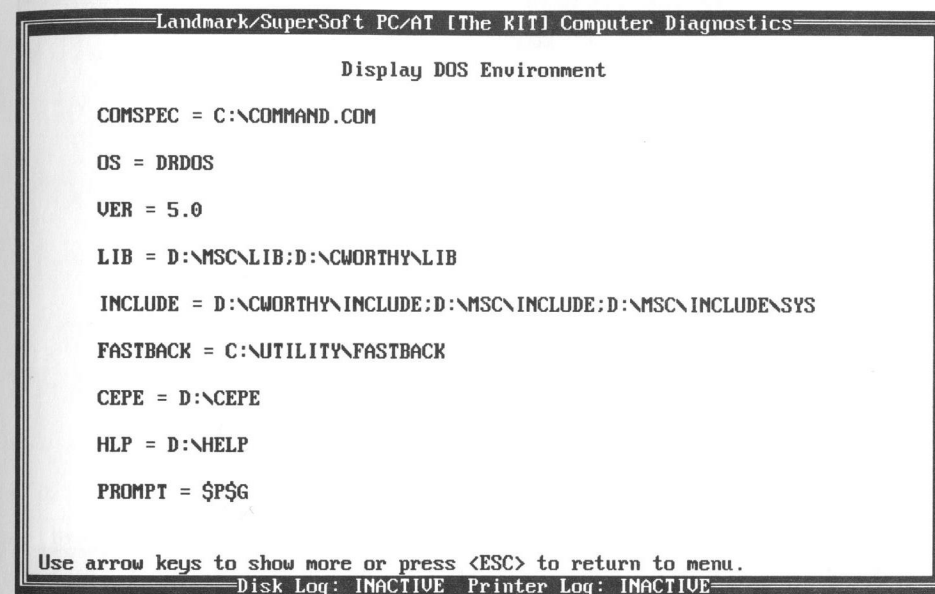 Landmark/SuperSoft PC/AT [The KIT] Computer Diagnostics
Display DOS Environment
COMSPEC = C:\COMMAND.COM
OS = DRDOS
VER = 5.0
LIB = D:\MSC\LIB;D:\CWORTHY\LIB
INCLUDE = D:\CWORTHY\INCLUDE;D:\MSC\INCLUDE;D:\MSC\INCLUDE\SYS
FASTBACK = C:\UTILITY\FASTBACK
CEPE = D:\CEPE
HLP = D:\HELP
PROMPT = $P$G
Use arrow keys to show more or press <ESC> to return to menu.
Disk Log: INACTIVE Printer Log: INACTIVE